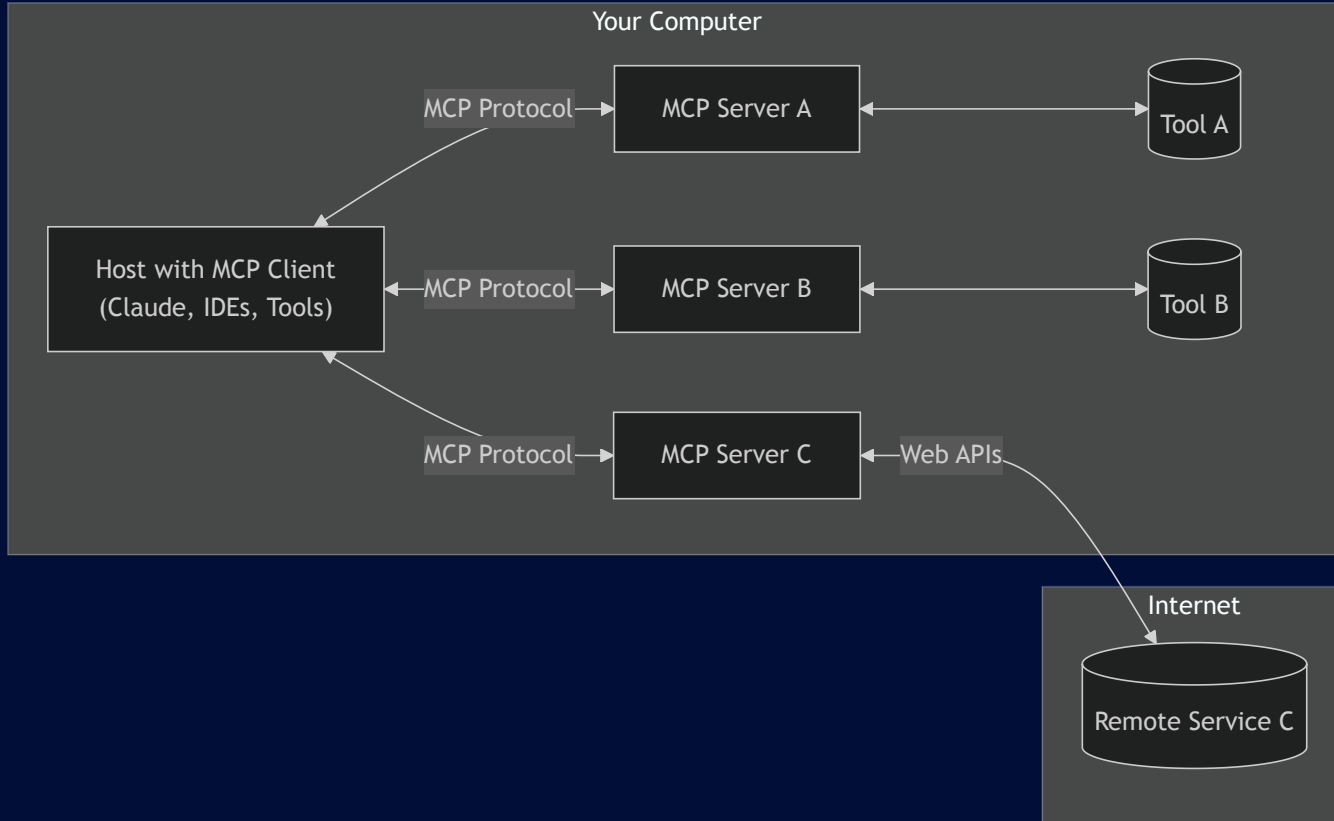 Your Computer
MCP Protocol
MCP Server A
Tool A
Host with MCP Client
(Claude, IDEs, Tools)
MCP Protocol
MCP Server B
Tool B
MCP Protocol
MCP Server C
Web APIs
Internet
Remote Service C